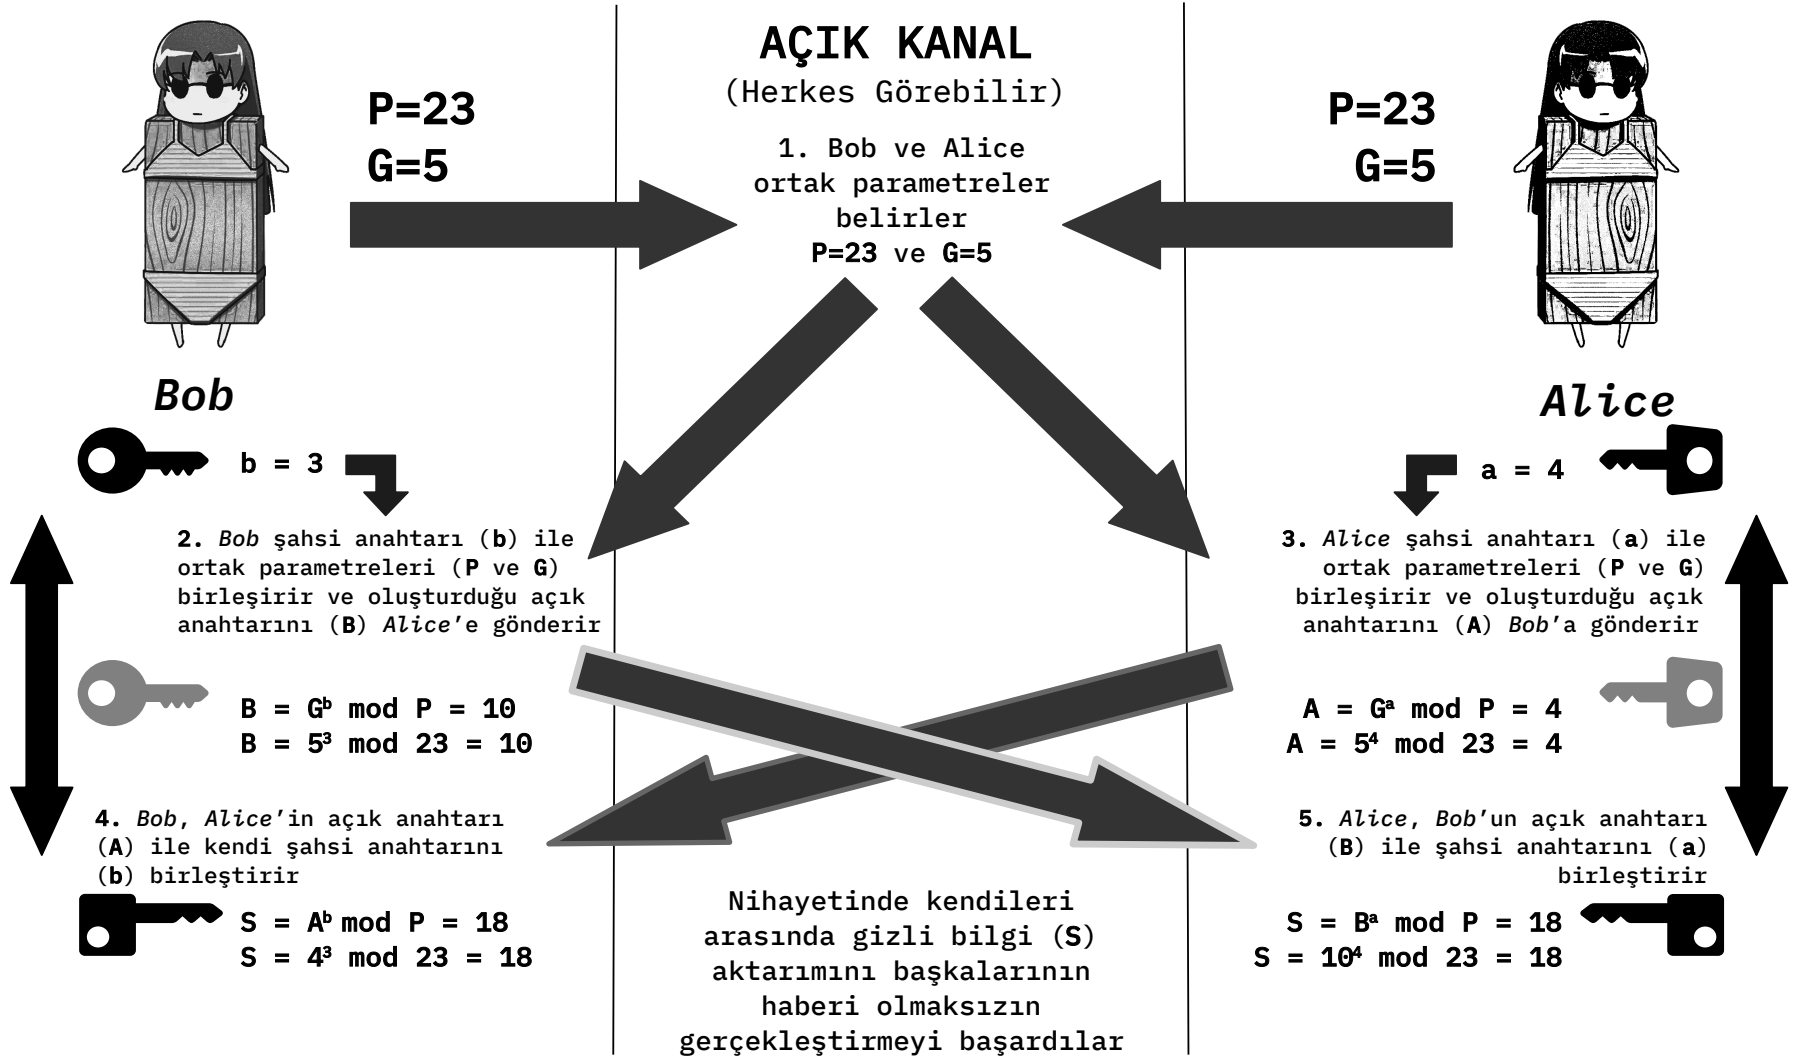 AÇIK KANAL
(Herkes Görebilir)
P=23
G=5
1. Bob ve Alice
ortak parametreler
belirler
P=23 ve G=5
P=23
G=5
Bob
b = 3
2. Bob şahsi anahtarı (b) ile
ortak parametreleri (P ve G)
birleşirir ve oluşturduğu açık
anahtarını (B) Alice’e gönderir
B = Gᵇ mod P = 10
B = 5³ mod 23 = 10
4. Bob, Alice’in açık anahtarı
(A) ile kendi şahsi anahtarını
(b) birleştirir
S = Aᵇ mod P = 18
S = 4³ mod 23 = 18
Alice
a = 4
3. Alice şahsi anahtarı (a) ile
ortak parametreleri (P ve G)
birleşirir ve oluşturduğu açık
anahtarını (A) Bob’a gönderir
A = Gᵃ mod P = 4
A = 5⁴ mod 23 = 4
5. Alice, Bob’un açık anahtarı
(B) ile şahsi anahtarını (a)
birleştirir
S = Bᵃ mod P = 18
S = 10⁴ mod 23 = 18
Nihayetinde kendileri
arasında gizli bilgi (S)
aktarımını başkalarının
haberi olmaksızın
gerçekleştirmeyi başardılar